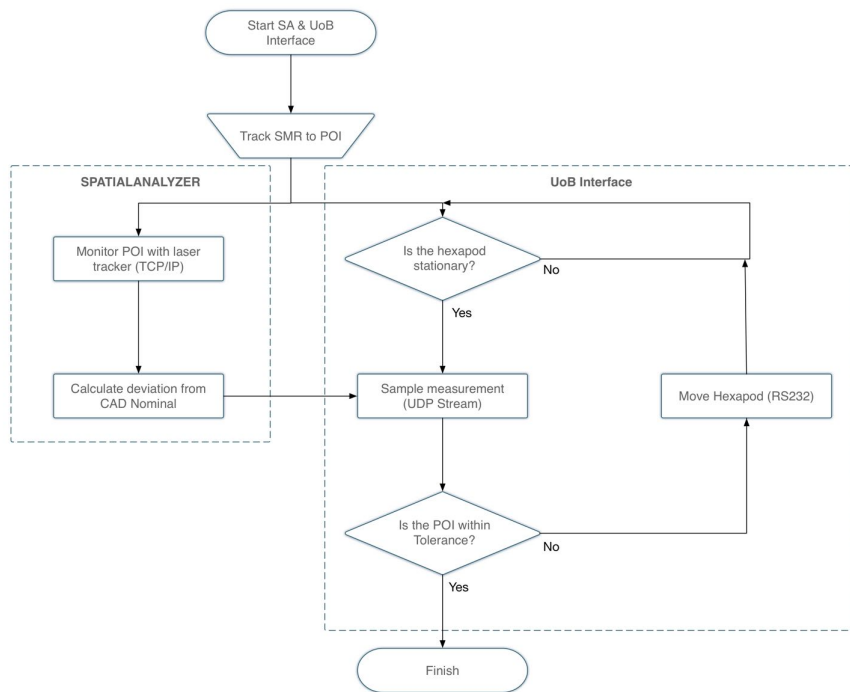 Start SA & UoB
Interface
Track SMR to POI
SPATIALANALYZER
UoB Interface
Monitor POI with laser
tracker (TCP/IP)
Is the hexapod
stationary?
No
Yes
Calculate deviation from
CAD Nominal
Sample measurement
(UDP Stream)
Move Hexapod (RS232)
Is the POI within
Tolerance?
No
Yes
Finish